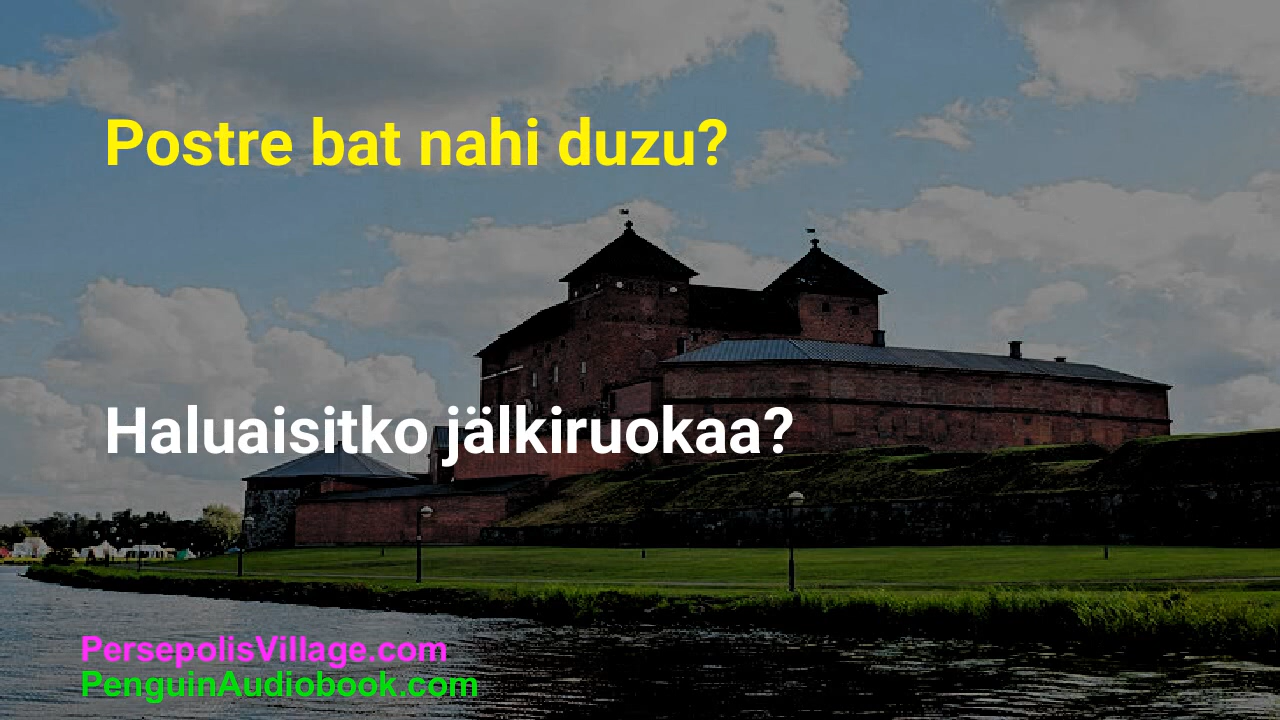 Postre bat nahi duzu?
Haluaisitko jälkiruokaa?
PersepolisVillage.com
PenguinAudiobook.com